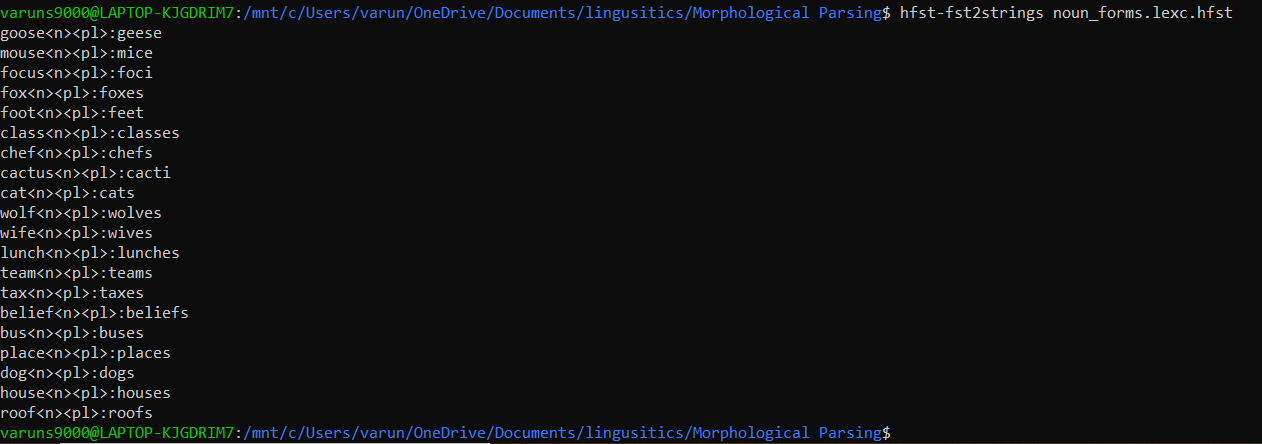 varuns9000@LAPTOP-KJGDRIM7:/mnt/c/Users/varun/OneDrive/Documents/lingusitics/Morphological Parsing$ hfst-fst2strings noun_forms.lexc.hfst
goose<n><pl>:geese
mouse<n><pl>:mice
focus<n><pl>:foci
fox<n><pl>:foxes
foot<n><pl>:feet
class<n><pl>:classes
chef<n><pl>:chefs
cactus<n><pl>:cacti
cat<n><pl>:cats
wolf<n><pl>:wolves
wife<n><pl>:wives
lunch<n><pl>:lunches
team<n><pl>:teams
tax<n><pl>:taxes
belief<n><pl>:beliefs
bus<n><pl>:buses
place<n><pl>:places
dog<n><pl>:dogs
house<n><pl>:houses
roof<n><pl>:roofs
varuns9000@LAPTOP-KJGDRIM7:/mnt/c/Users/varun/OneDrive/Documents/lingusitics/Morphological Parsing$